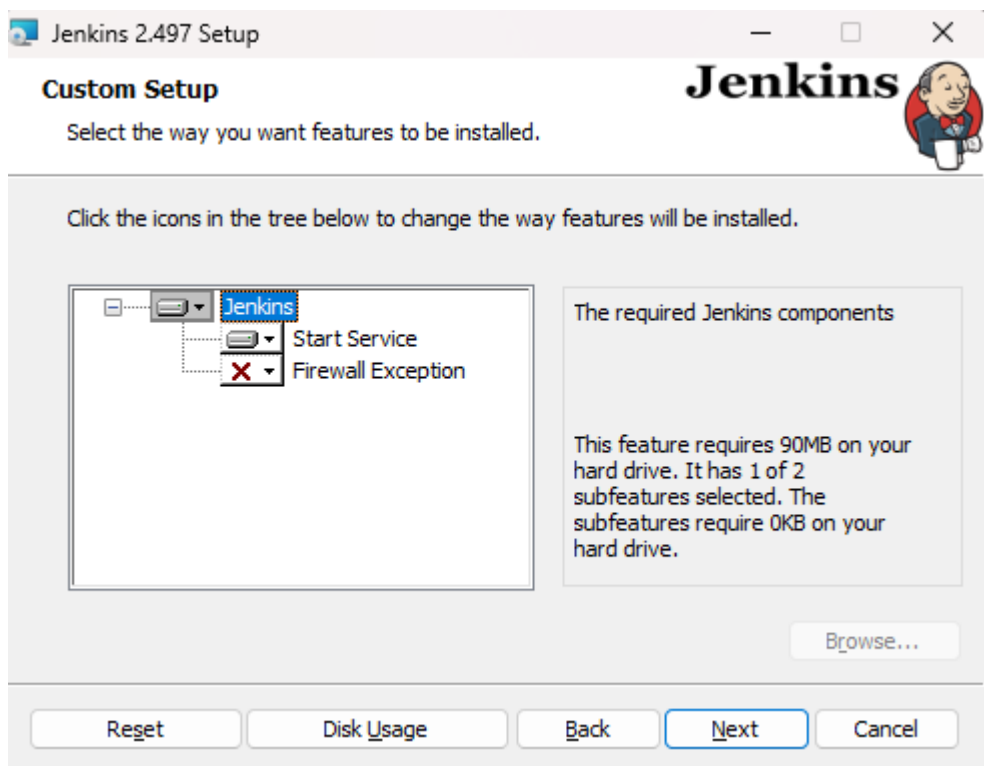 Jenkins 2.497 Setup
Custom Setup
Jenkins
Select the way you want features to be installed.
Click the icons in the tree below to change the way features will be installed.
Jenkins
Start Service
Firewall Exception
The required Jenkins components
This feature requires 90MB on your
hard drive. It has 1 of 2
subfeatures selected. The
subfeatures require 0KB on your
hard drive.
Browse...
Reset
Disk Usage
Back
Next
Cancel